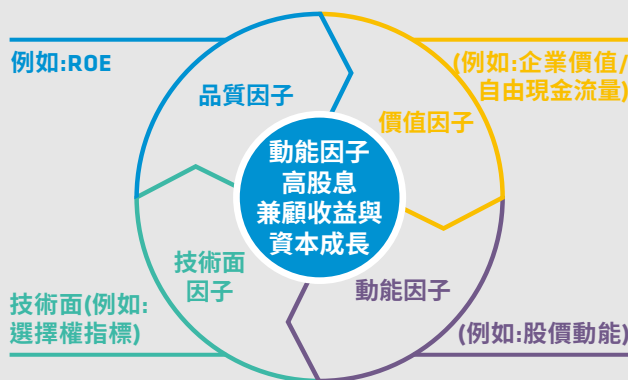 例如:ROE
品質因子
(例如:企業價值/
自由現金流量)
價值因子
動能因子
高股息
兼顧收益與
資本成長
技術面
因子
動能因子
技術面(例如:
選擇權指標)
(例如:股價動能)